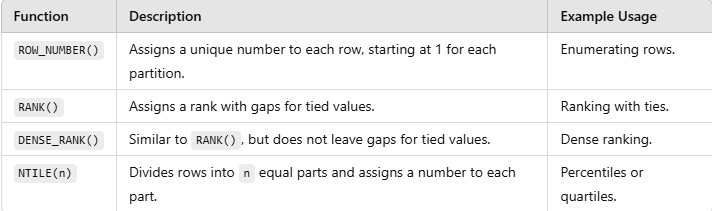 Function Description Example Usage
ROW_NUMBER() Assigns a unique number to each row, starting at 1 for each Enumerating rows.
partition.
RANK() Assigns a rank with gaps for tied values. Ranking with ties.
DENSE_RANK() Similar to RANK(), but does not leave gaps for tied values. Dense ranking.
NTILE(n) Divides rows into n equal parts and assigns a number to each Percentiles or
part. quartiles.